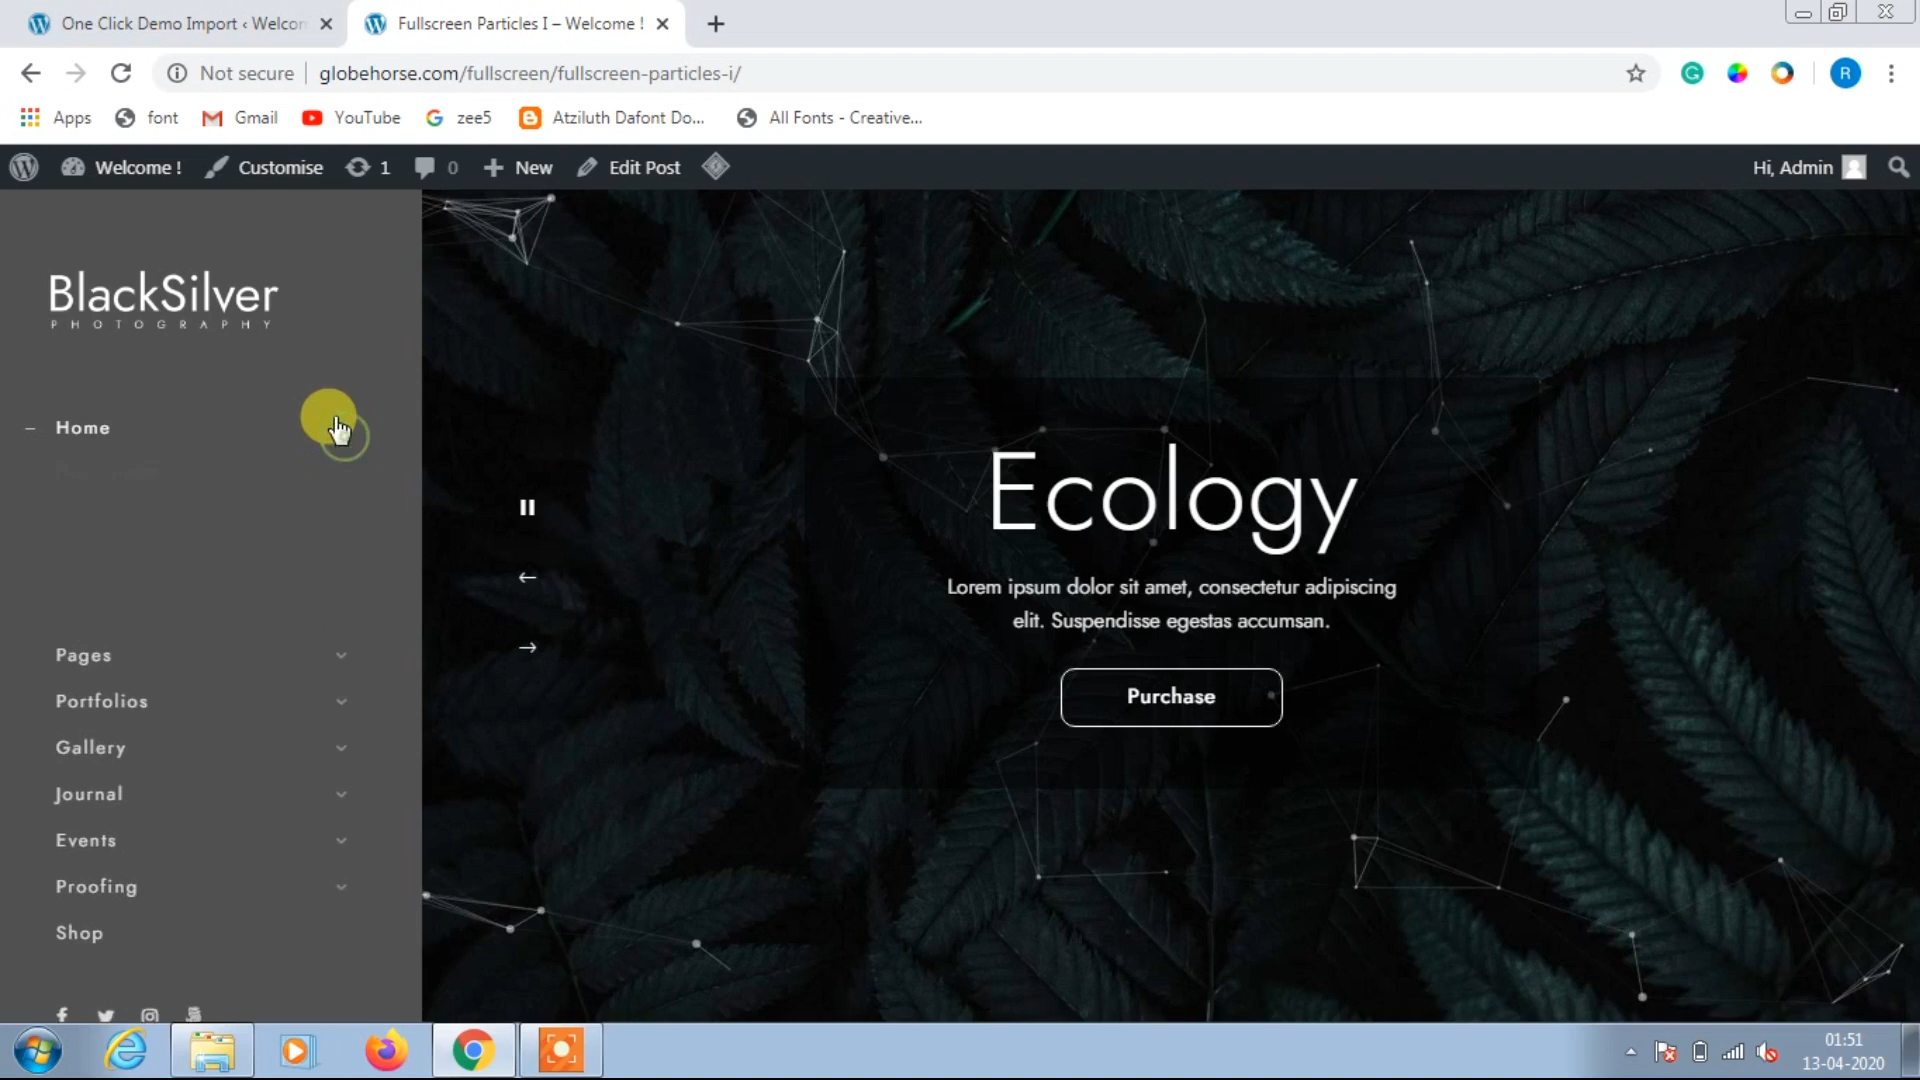 One Click Demo Import ‹ Welcom
Fullscreen Particles I – Welcome !
Not secure
globehorse.com/fullscreen/fullscreen-particles-i/
R
Apps
font
Gmail
YouTube
zee5
Atziluth Dafont Do...
All Fonts - Creative...
Welcome !
Customise
1
0
New
Edit Post
Hi, Admin
BlackSilver
PHOTOGRAPHY
Home
Ecology
Lorem ipsum dolor sit amet, consectetur adipiscing
elit. Suspendisse egestas accumsan.
Purchase
Pages
Portfolios
Gallery
Journal
Events
Proofing
Shop
01:51
13-04-2020